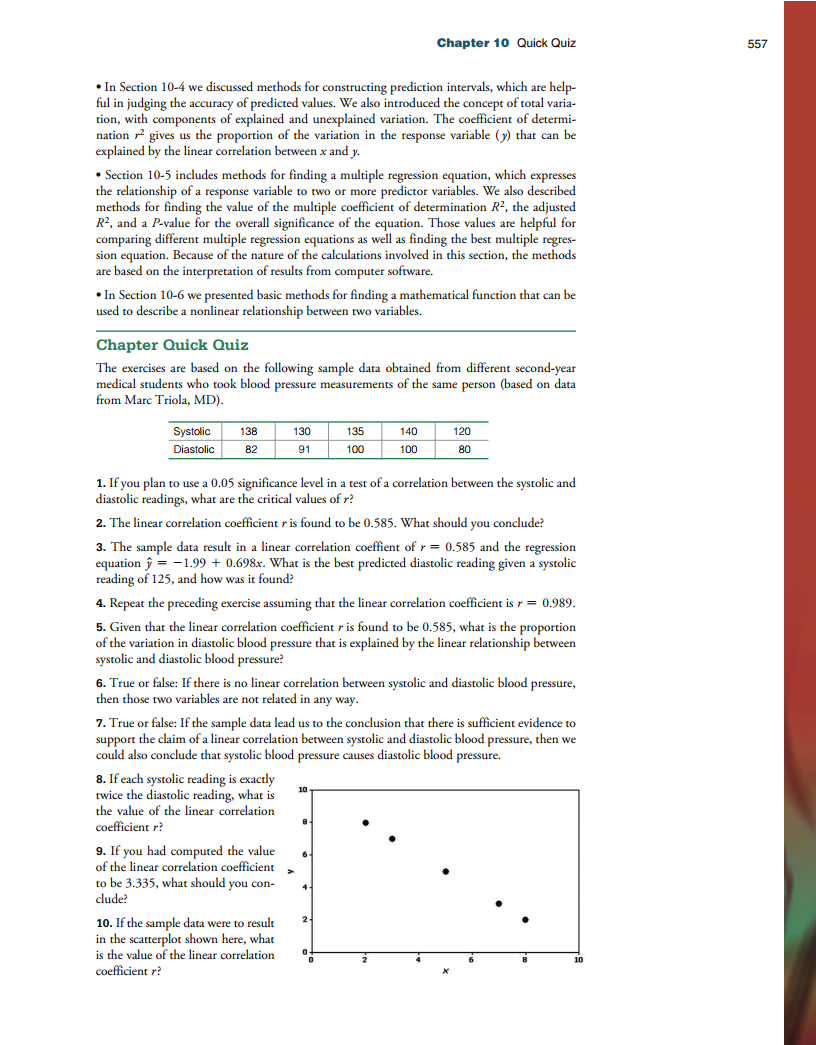 Chapter 10 Quick Quiz 557
• In Section 10-4 we discussed methods for constructing prediction intervals, which are help-
ful in judging the accuracy of predicted values. We also introduced the concept of total varia-
tion, with components of explained and unexplained variation. The coefficient of determi-
nation r² gives us the proportion of the variation in the response variable (y) that can be
explained by the linear correlation between x and y.
• Section 10-5 includes methods for finding a multiple regression equation, which expresses
the relationship of a response variable to two or more predictor variables. We also described
methods for finding the value of the multiple coefficient of determination R², the adjusted
R², and a P-value for the overall significance of the equation. Those values are helpful for
comparing different multiple regression equations as well as finding the best multiple regres-
sion equation. Because of the nature of the calculations involved in this section, the methods
are based on the interpretation of results from computer software.
• In Section 10-6 we presented basic methods for finding a mathematical function that can be
used to describe a nonlinear relationship between two variables.
Chapter Quick Quiz
The exercises are based on the following sample data obtained from different second-year
medical students who took blood pressure measurements of the same person (based on data
from Marc Triola, MD).
Systolic 138 130 135 140 120
Diastolic 82 91 100 100 80
1. If you plan to use a 0.05 significance level in a test of a correlation between the systolic and
diastolic readings, what are the critical values of r?
2. The linear correlation coefficient r is found to be 0.585. What should you conclude?
3. The sample data result in a linear correlation coeffient of r = 0.585 and the regression
equation ŷ = −1.99 + 0.698x. What is the best predicted diastolic reading given a systolic
reading of 125, and how was it found?
4. Repeat the preceding exercise assuming that the linear correlation coefficient is r = 0.989.
5. Given that the linear correlation coefficient r is found to be 0.585, what is the proportion
of the variation in diastolic blood pressure that is explained by the linear relationship between
systolic and diastolic blood pressure?
6. True or false: If there is no linear correlation between systolic and diastolic blood pressure,
then those two variables are not related in any way.
7. True or false: If the sample data lead us to the conclusion that there is sufficient evidence to
support the claim of a linear correlation between systolic and diastolic blood pressure, then we
could also conclude that systolic blood pressure causes diastolic blood pressure.
8. If each systolic reading is exactly
twice the diastolic reading, what is
the value of the linear correlation
coefficient r?
9. If you had computed the value
of the linear correlation coefficient
to be 3.335, what should you con-
clude?
10. If the sample data were to result
in the scatterplot shown here, what
is the value of the linear correlation
coefficient r?
10
8
6
y
4
2
0
0 2 4 6 8 10
x